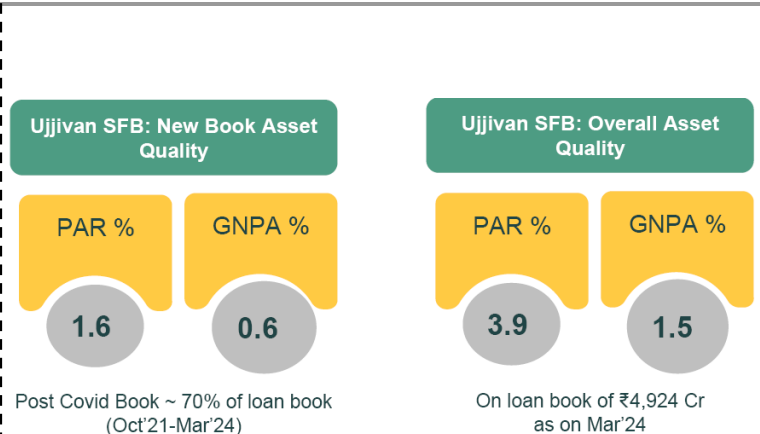 Ujjivan SFB: New Book Asset
Quality
PAR %
GNPA %
1.6
0.6
Post Covid Book ~ 70% of loan book
(Oct'21-Mar'24)
Ujjivan SFB: Overall Asset
Quality
PAR %
GNPA %
3.9
1.5
On loan book of ₹4,924 Cr
as on Mar'24